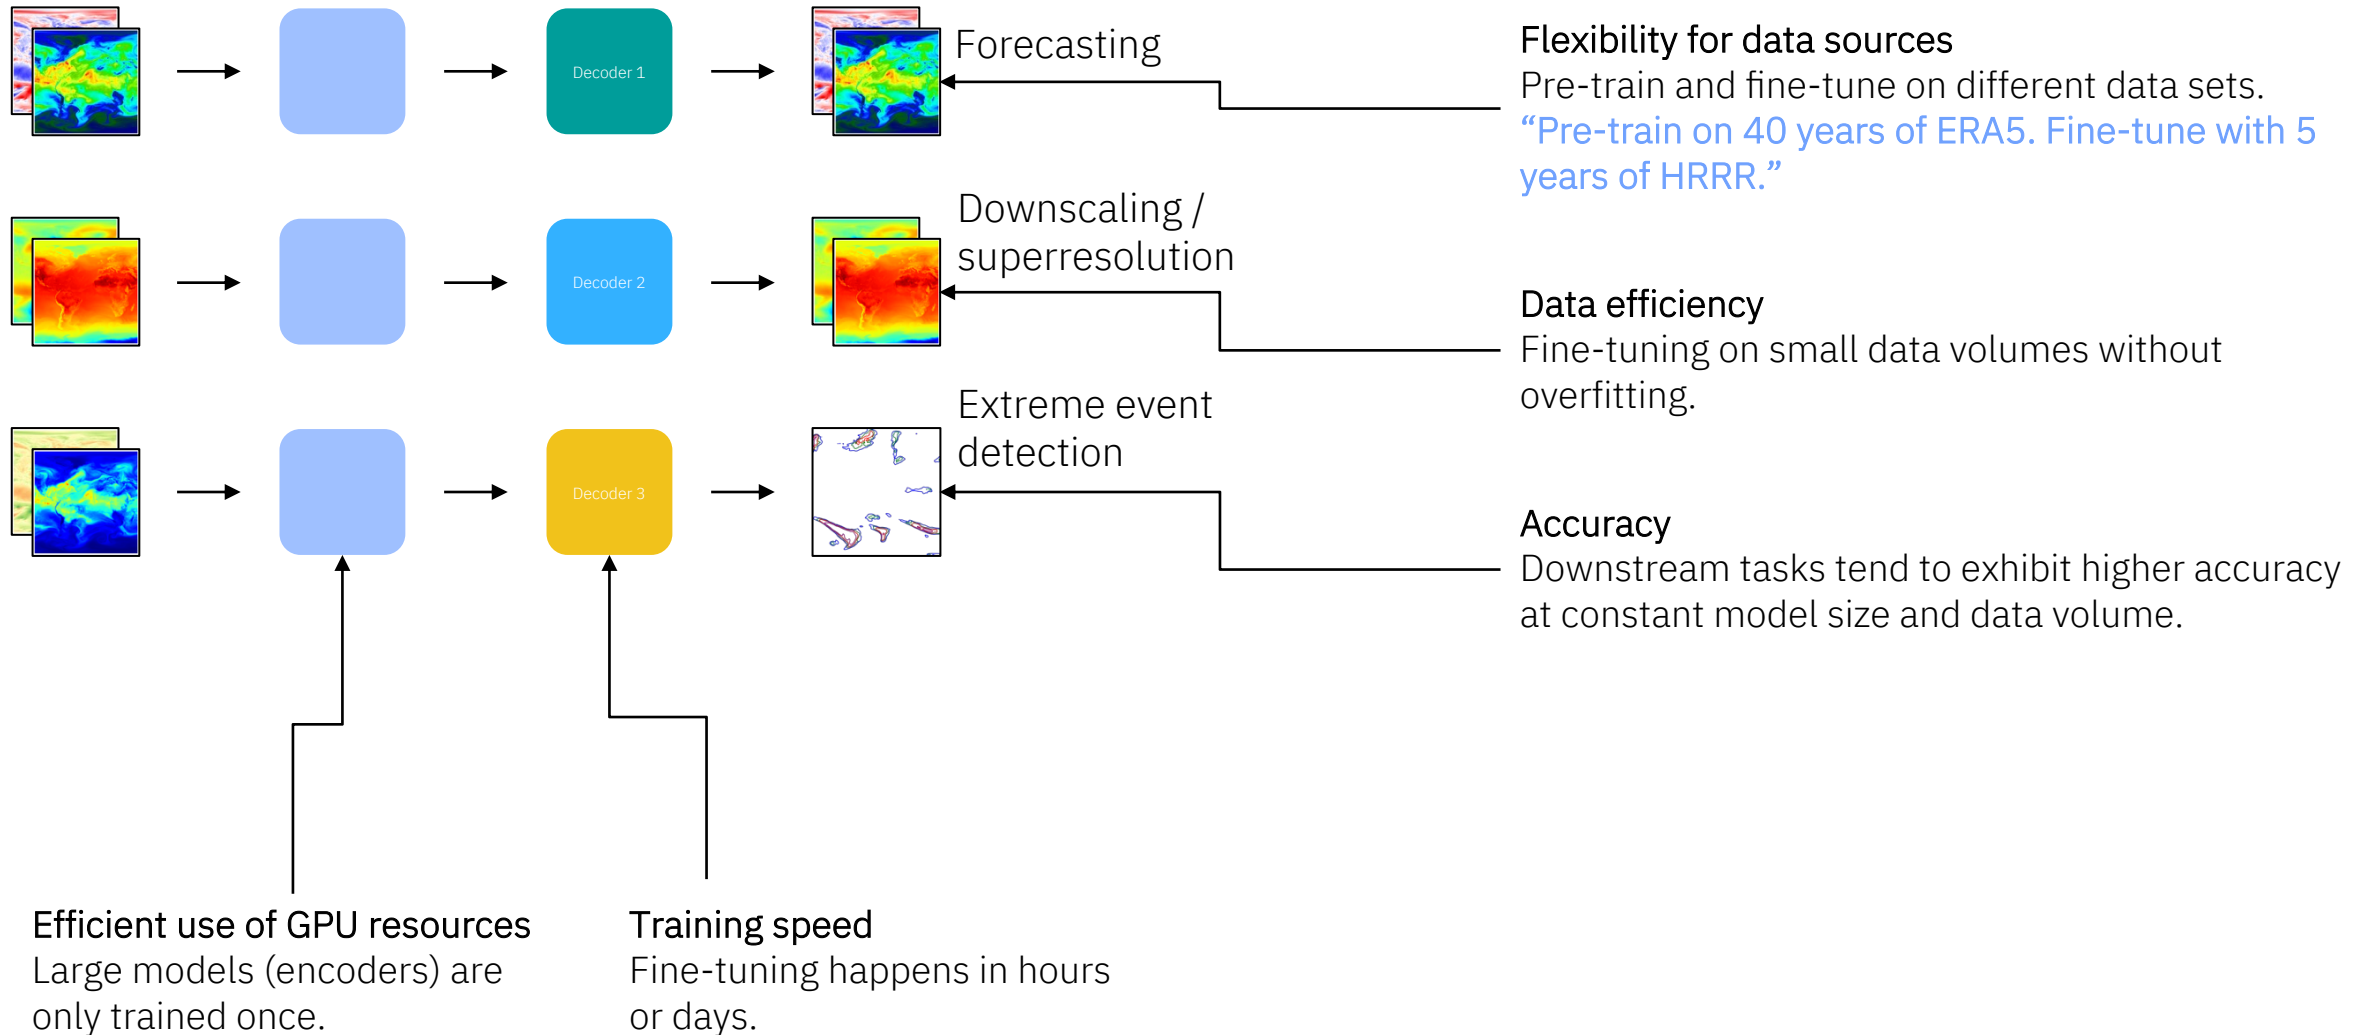 Decoder 1
Forecasting
Flexibility for data sources
Pre-train and fine-tune on different data sets.
“Pre-train on 40 years of ERA5. Fine-tune with 5
years of HRRR.”
Decoder 2
Downscaling /
superresolution
Data efficiency
Fine-tuning on small data volumes without
overfitting.
Decoder 3
Extreme event
detection
Accuracy
Downstream tasks tend to exhibit higher accuracy
at constant model size and data volume.
Efficient use of GPU resources
Large models (encoders) are
only trained once.
Training speed
Fine-tuning happens in hours
or days.